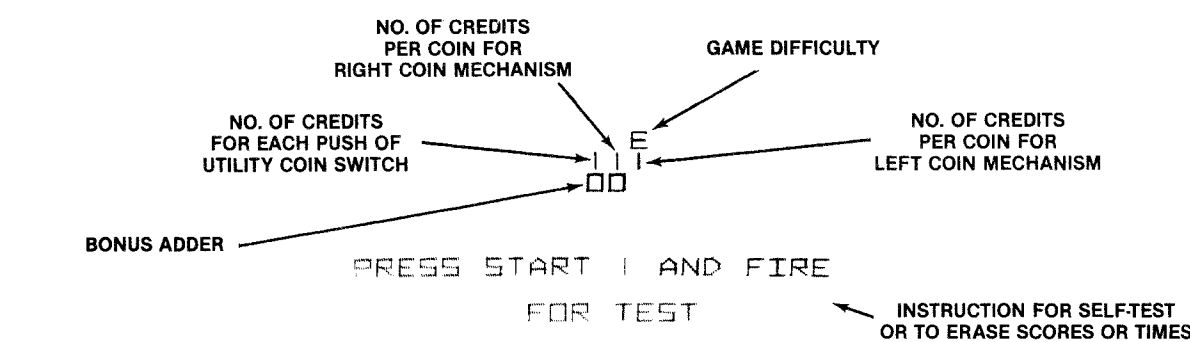 NO. OF CREDITS
PER COIN FOR
RIGHT COIN MECHANISM
GAME DIFFICULTY
NO. OF CREDITS
FOR EACH PUSH OF
UTILITY COIN SWITCH
E
NO. OF CREDITS
PER COIN FOR
LEFT COIN MECHANISM
1 1 1
00
BONUS ADDER
PRESS START 1 AND FIRE
FOR TEST
INSTRUCTION FOR SELF-TEST
OR TO ERASE SCORES OR TIMES